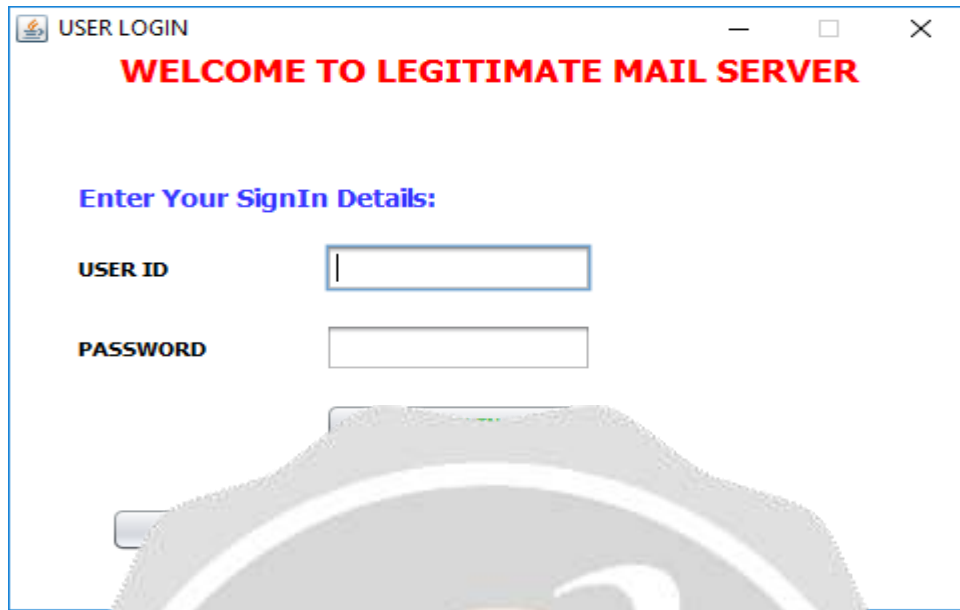 USER LOGIN
WELCOME TO LEGITIMATE MAIL SERVER
Enter Your SignIn Details:
USER ID
PASSWORD